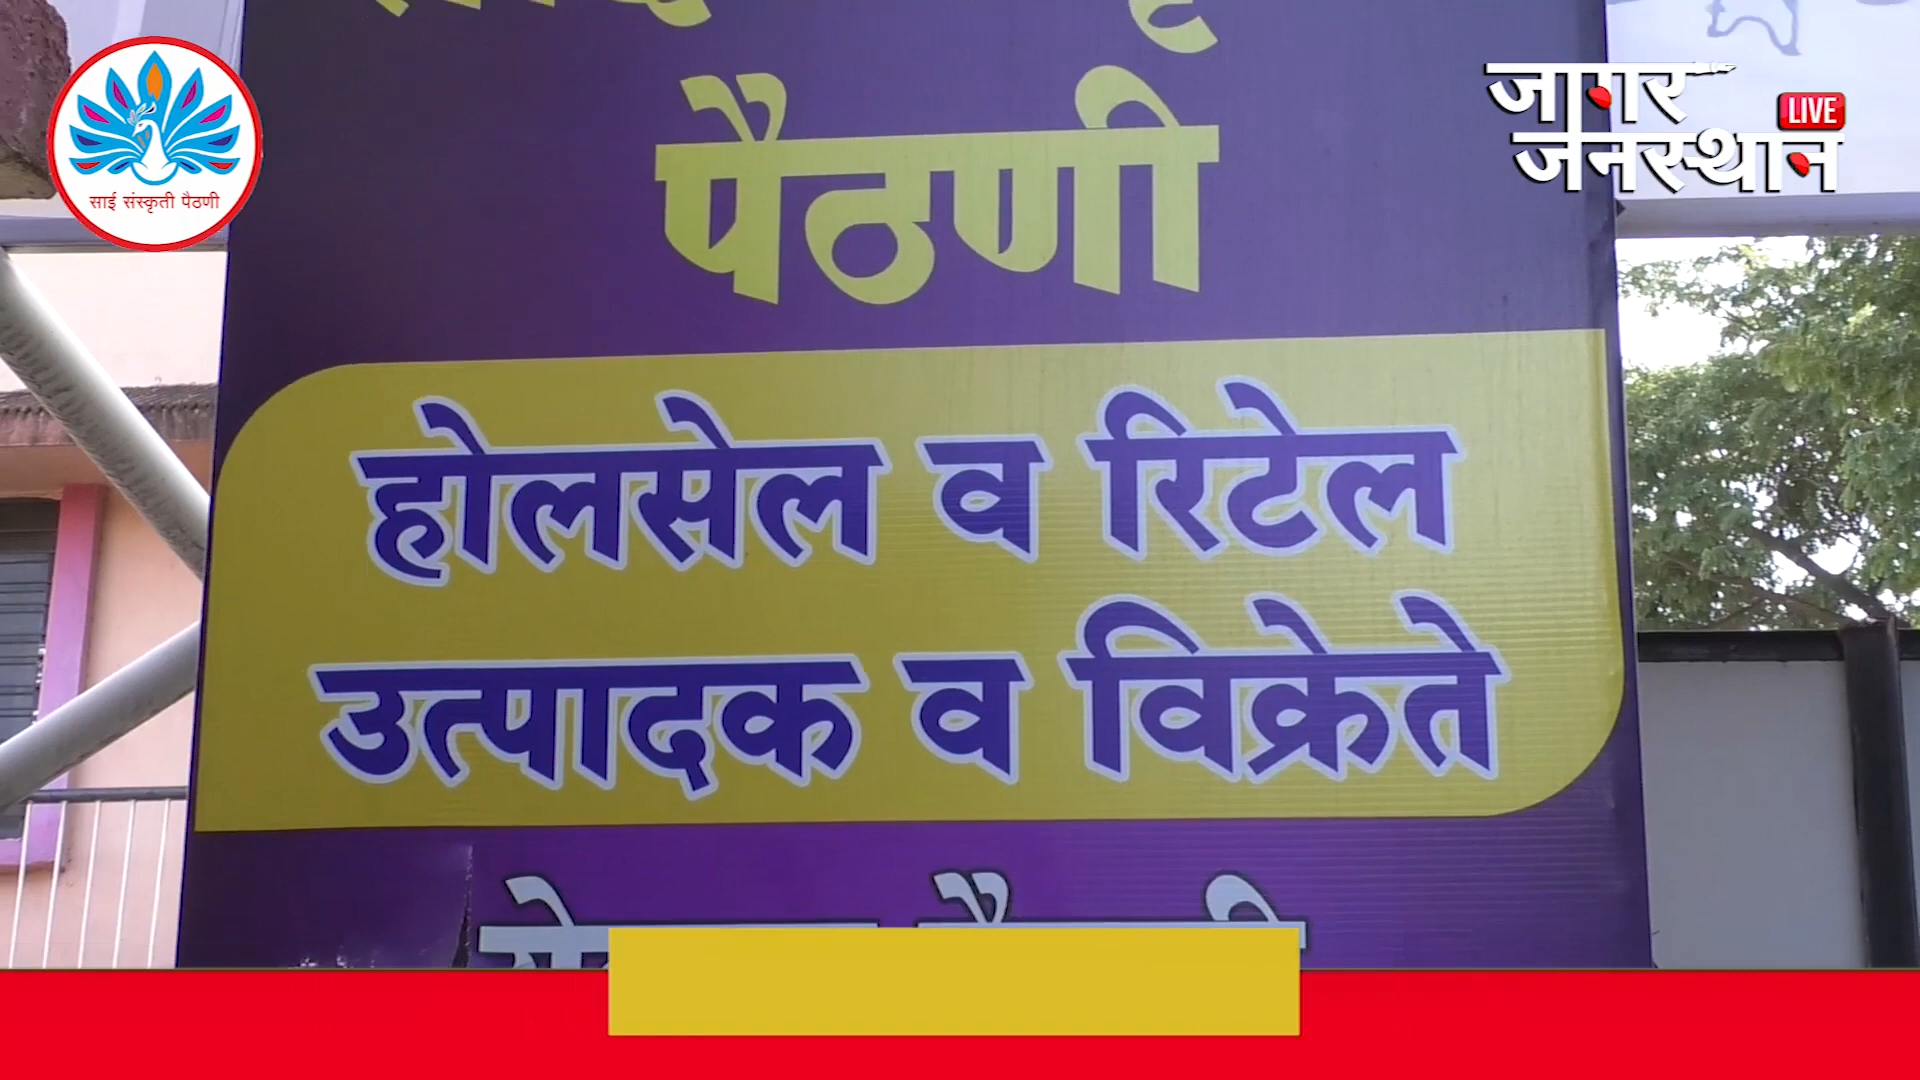 साई संस्कृती पैठणी
जागर
जनस्थान
LIVE
पैठणी
होलसेल व रिटेल
उत्पादक व विक्रेते